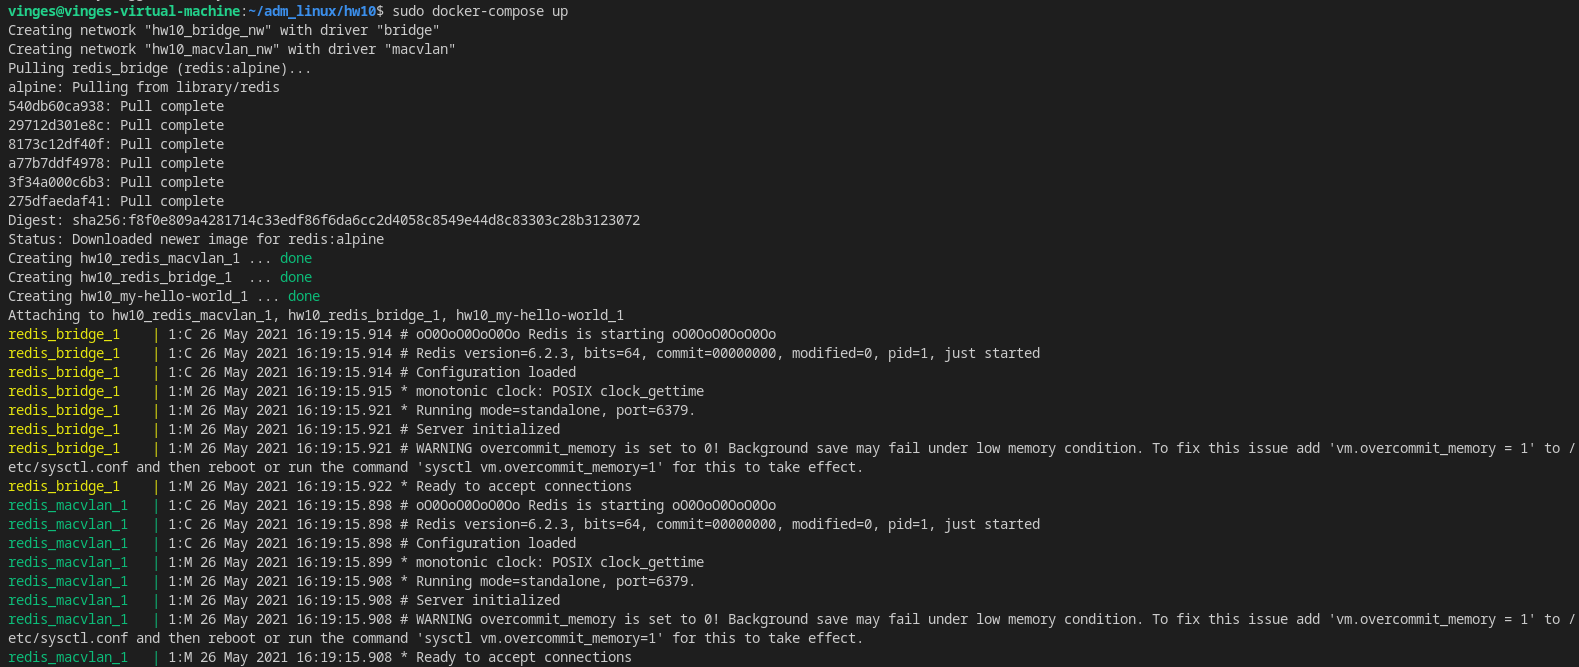 vinges@vinges-virtual-machine:~/adm_linux/hw10$ sudo docker-compose up
Creating network "hw10_bridge_nw" with driver "bridge"
Creating network "hw10_macvlan_nw" with driver "macvlan"
Pulling redis_bridge (redis:alpine)...
alpine: Pulling from library/redis
540db60ca938: Pull complete
29712d301e8c: Pull complete
8173c12df40f: Pull complete
a77b7ddf4978: Pull complete
3f34a000c6b3: Pull complete
275dfaedaf41: Pull complete
Digest: sha256:f8f0e809a4281714c33edf86f6da6cc2d4058c8549e44d8c83303c28b3123072
Status: Downloaded newer image for redis:alpine
Creating hw10_redis_macvlan_1 ... done
Creating hw10_redis_bridge_1  ... done
Creating hw10_my-hello-world_1 ... done
Attaching to hw10_redis_macvlan_1, hw10_redis_bridge_1, hw10_my-hello-world_1
redis_bridge_1    | 1:C 26 May 2021 16:19:15.914 # oO0OoO0OoO0Oo Redis is starting oO0OoO0OoO0Oo
redis_bridge_1    | 1:C 26 May 2021 16:19:15.914 # Redis version=6.2.3, bits=64, commit=00000000, modified=0, pid=1, just started
redis_bridge_1    | 1:C 26 May 2021 16:19:15.914 # Configuration loaded
redis_bridge_1    | 1:M 26 May 2021 16:19:15.915 * monotonic clock: POSIX clock_gettime
redis_bridge_1    | 1:M 26 May 2021 16:19:15.921 * Running mode=standalone, port=6379.
redis_bridge_1    | 1:M 26 May 2021 16:19:15.921 # Server initialized
redis_bridge_1    | 1:M 26 May 2021 16:19:15.921 # WARNING overcommit_memory is set to 0! Background save may fail under low memory condition. To fix this issue add 'vm.overcommit_memory = 1' to /
etc/sysctl.conf and then reboot or run the command 'sysctl vm.overcommit_memory=1' for this to take effect.
redis_bridge_1    | 1:M 26 May 2021 16:19:15.922 * Ready to accept connections
redis_macvlan_1   | 1:C 26 May 2021 16:19:15.898 # oO0OoO0OoO0Oo Redis is starting oO0OoO0OoO0Oo
redis_macvlan_1   | 1:C 26 May 2021 16:19:15.898 # Redis version=6.2.3, bits=64, commit=00000000, modified=0, pid=1, just started
redis_macvlan_1   | 1:C 26 May 2021 16:19:15.898 # Configuration loaded
redis_macvlan_1   | 1:M 26 May 2021 16:19:15.899 * monotonic clock: POSIX clock_gettime
redis_macvlan_1   | 1:M 26 May 2021 16:19:15.908 * Running mode=standalone, port=6379.
redis_macvlan_1   | 1:M 26 May 2021 16:19:15.908 # Server initialized
redis_macvlan_1   | 1:M 26 May 2021 16:19:15.908 # WARNING overcommit_memory is set to 0! Background save may fail under low memory condition. To fix this issue add 'vm.overcommit_memory = 1' to /
etc/sysctl.conf and then reboot or run the command 'sysctl vm.overcommit_memory=1' for this to take effect.
redis_macvlan_1   | 1:M 26 May 2021 16:19:15.908 * Ready to accept connections